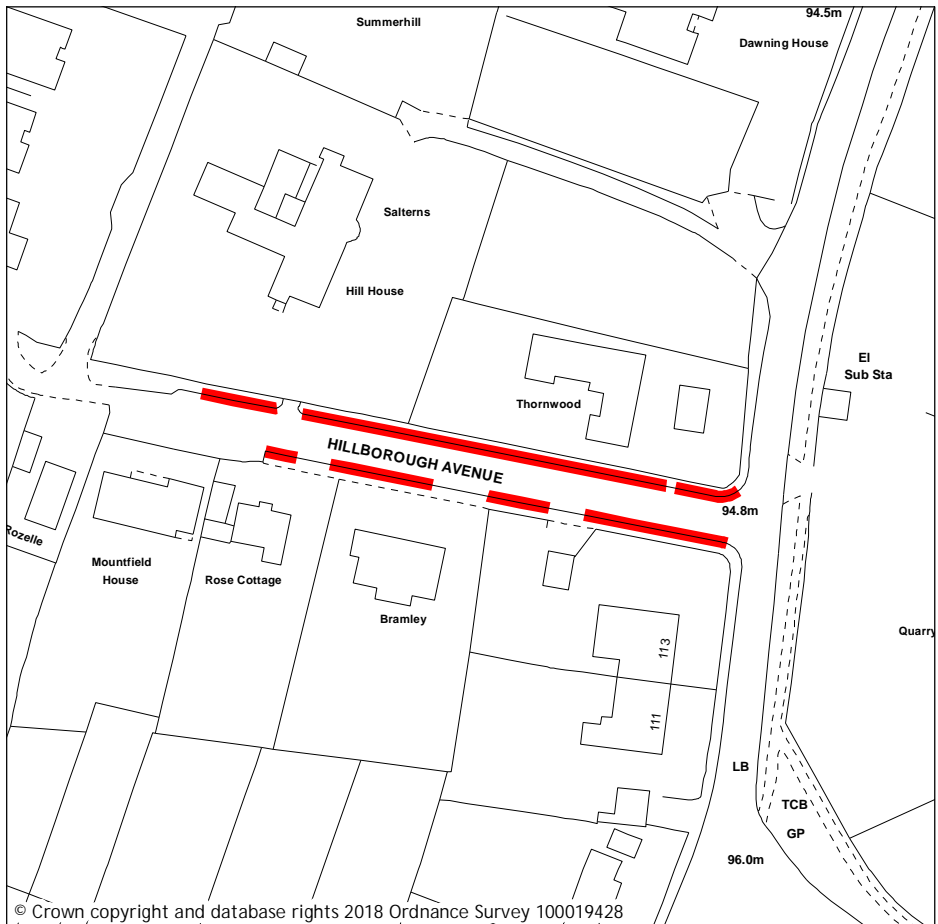 Summerhill
94.5m
Dawning House
Salterns
Hill House
El
Sub Sta
Thornwood
HILLBOROUGH AVENUE
94.8m
Rozelle
Mountfield
House
Rose Cottage
Bramley
Quarry
113
111
LB
TCB
GP
96.0m
© Crown copyright and database rights 2018 Ordnance Survey 100019428